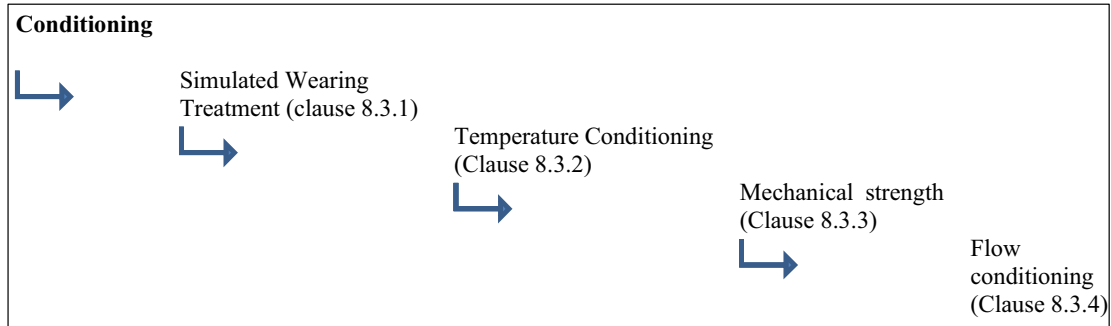 Conditioning
Simulated Wearing
Treatment (clause 8.3.1)
Temperature Conditioning
(Clause 8.3.2)
Mechanical strength
(Clause 8.3.3)
Flow
conditioning
(Clause 8.3.4)